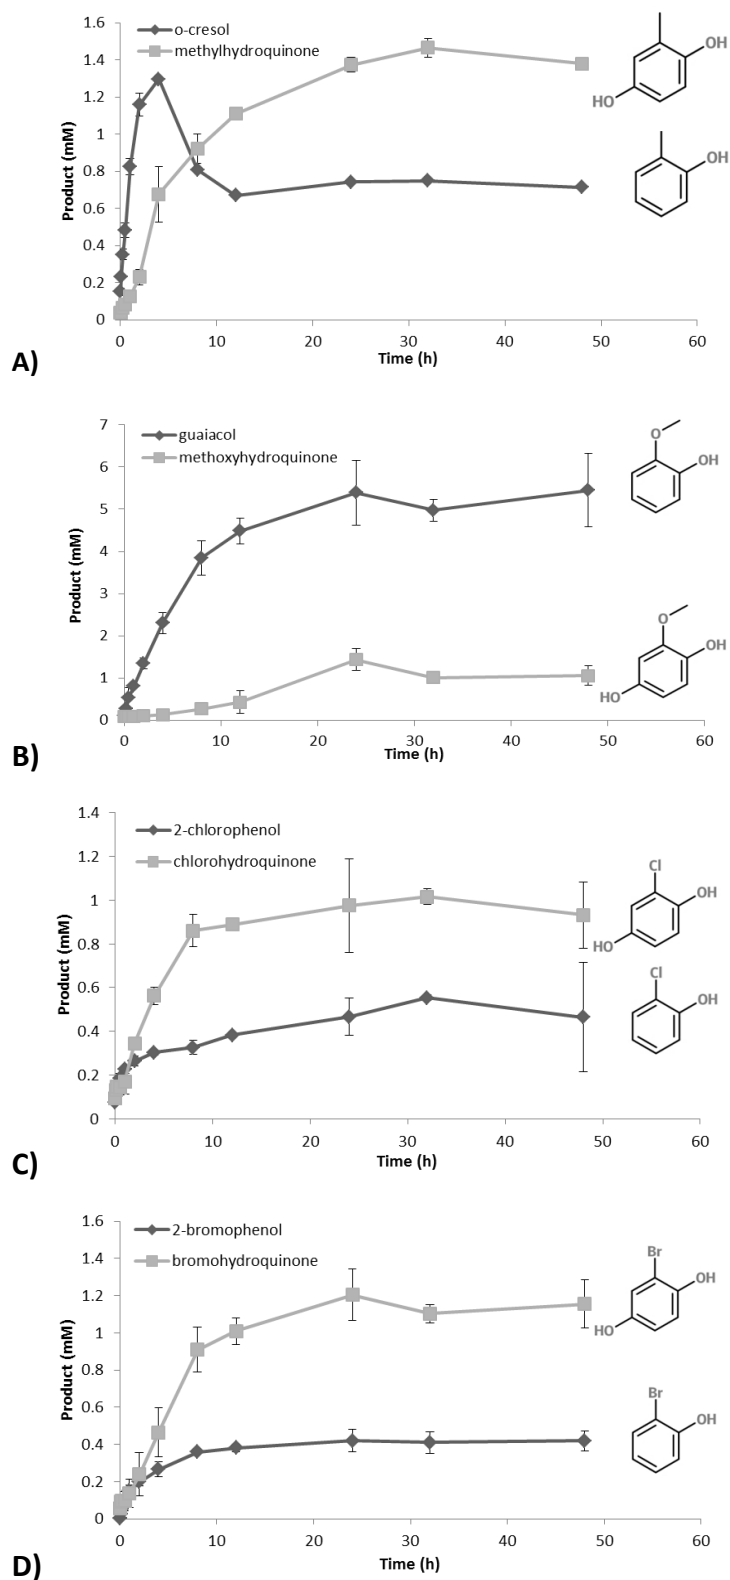 1.6
1.4
1.2
1
0.8
0.6
0.4
0.2
0
Product (mM)
o-cresol
methylhydroquinone
OH
HO
OH
0 10 20 30 40 50 60
Time (h)
A)
7
6
5
4
3
2
1
0
Product (mM)
guaiacol
methoxyhydroquinone
O
OH
O
OH
HO
0 10 20 30 40 50 60
Time (h)
B)
1.4
1.2
1
0.8
0.6
0.4
0.2
0
Product (mM)
2-chlorophenol
chlorohydroquinone
Cl
OH
HO
Cl
OH
0 10 20 30 40 50 60
Time (h)
C)
1.6
1.4
1.2
1
0.8
0.6
0.4
0.2
0
Product (mM)
2-bromophenol
bromohydroquinone
Br
OH
HO
Br
OH
0 10 20 30 40 50 60
Time (h)
D)